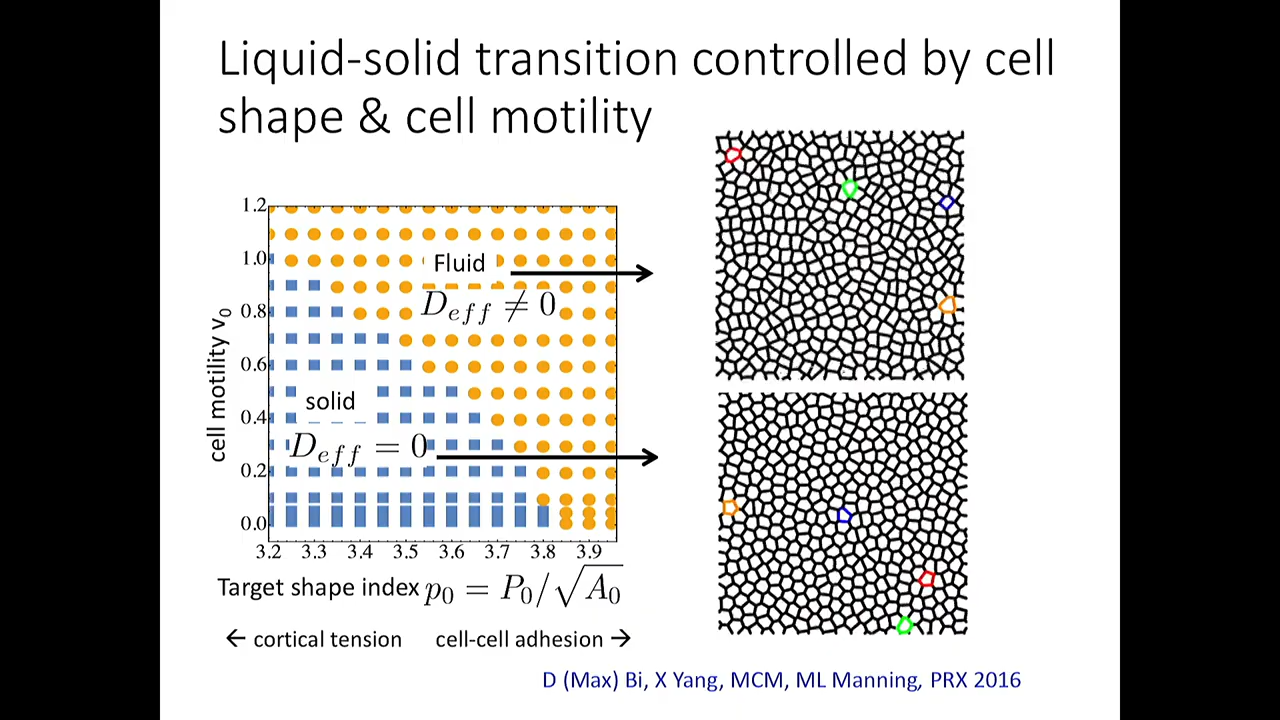 Liquid-solid transition controlled by cell
shape & cell motility
1.2
1.0
0.8
0.6
0.4
0.2
0.0
cell motility v₀
Fluid
D_eff ≠ 0
solid
D_eff = 0
3.2 3.3 3.4 3.5 3.6 3.7 3.8 3.9
Target shape index p₀ = P₀/√A₀
← cortical tension cell-cell adhesion →
D (Max) Bi, X Yang, MCM, ML Manning, PRX 2016